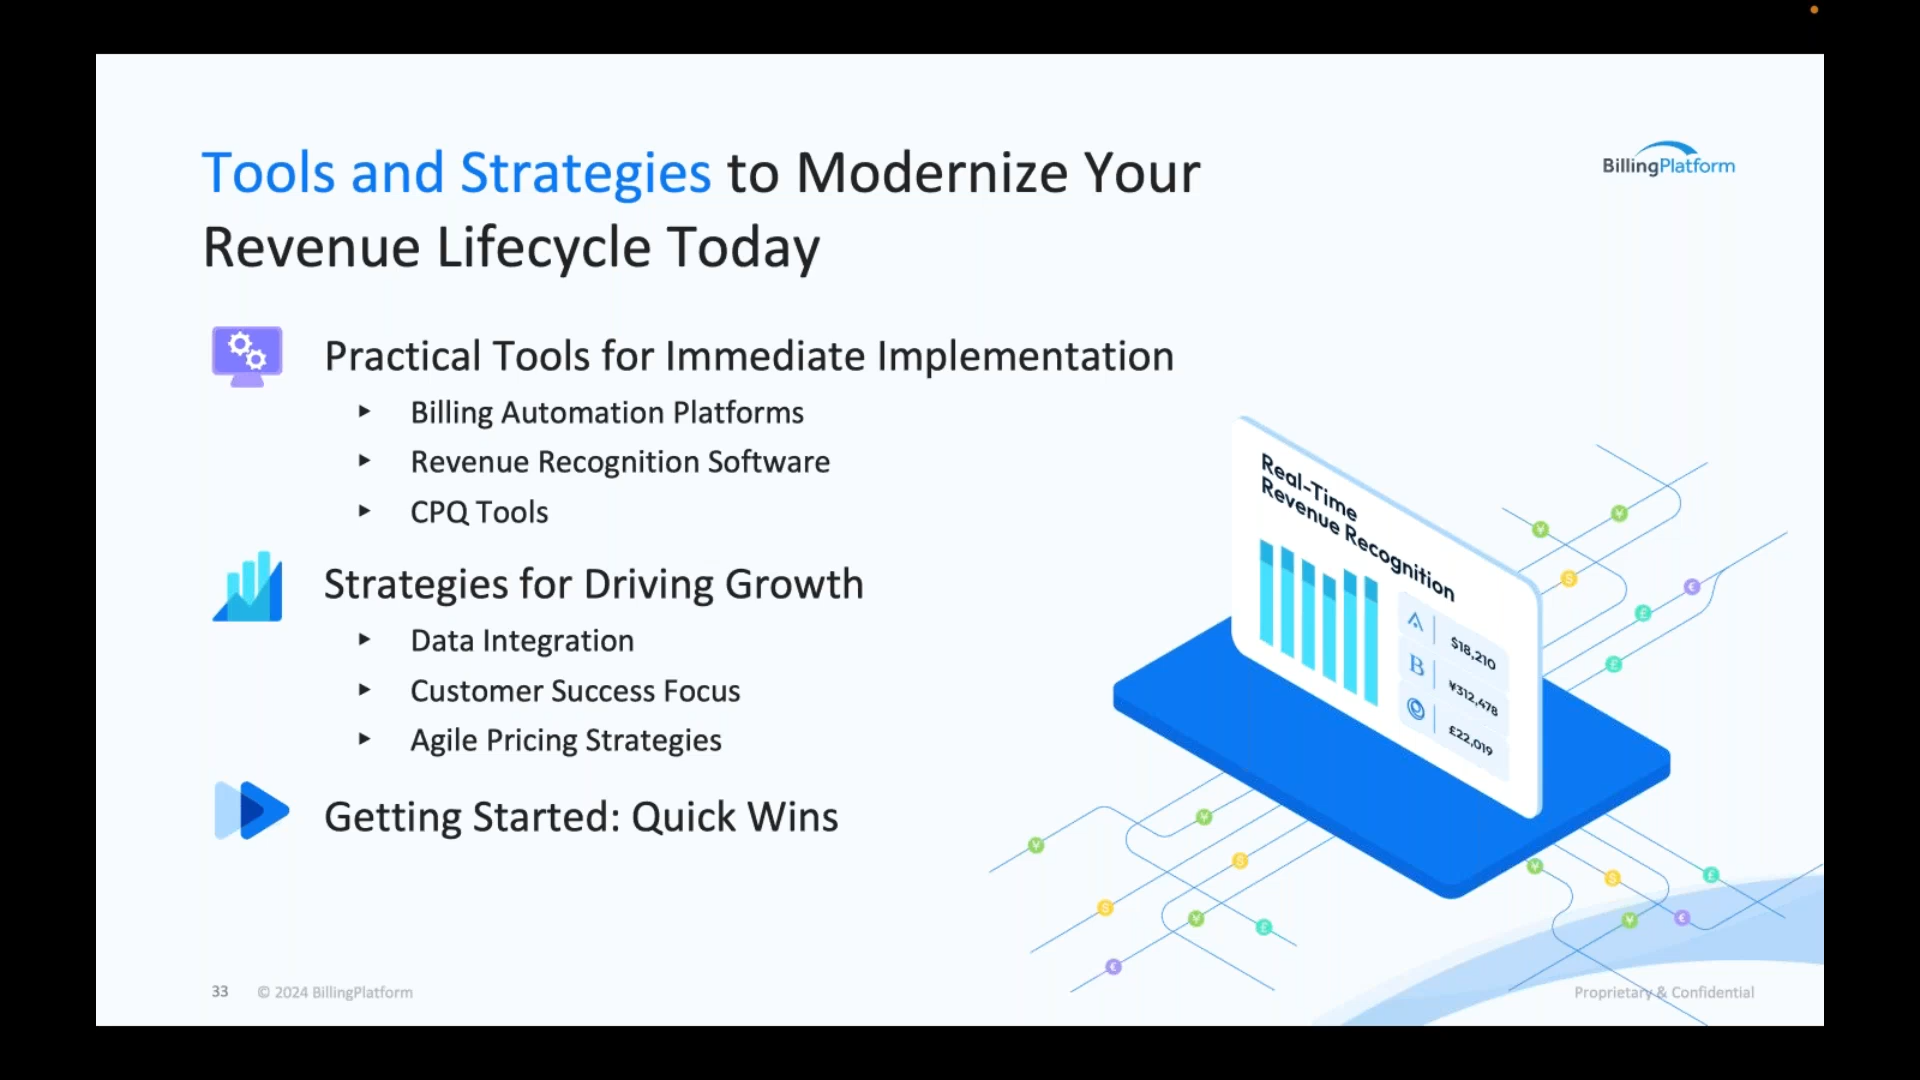 Tools and Strategies to Modernize Your
Revenue Lifecycle Today
BillingPlatform
Practical Tools for Immediate Implementation
‣ Billing Automation Platforms
‣ Revenue Recognition Software
‣ CPQ Tools
Strategies for Driving Growth
‣ Data Integration
‣ Customer Success Focus
‣ Agile Pricing Strategies
Getting Started: Quick Wins
Real-Time
Revenue Recognition
$18,210
B
¥312,478
£22,019
33 © 2024 BillingPlatform
Proprietary & Confidential